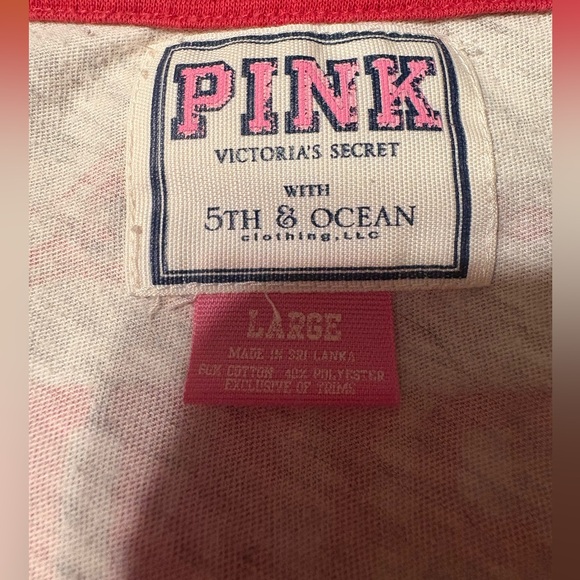 PINK
VICTORIA'S SECRET
WITH
5TH & OCEAN
clothing, LLC
LARGE
MADE IN SRI LANKA
60% COTTON 40% POLYESTER
EXCLUSIVE OF TRIMS